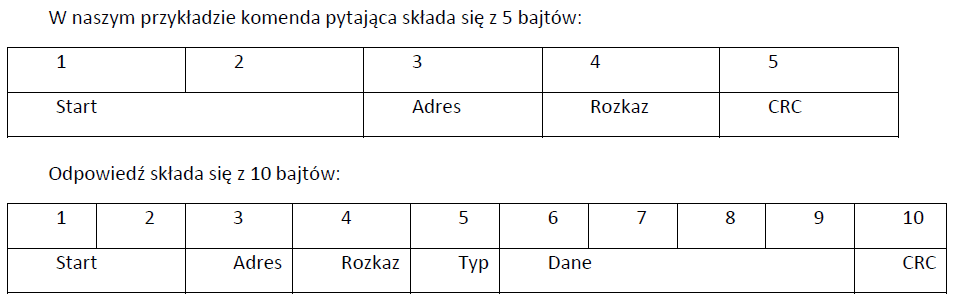 W naszym przykładzie komenda pytająca składa się z 5 bajtów:
1 2 3 4 5
Start Adres Rozkaz CRC
Odpowiedź składa się z 10 bajtów:
1 2 3 4 5 6 7 8 9 10
Start Adres Rozkaz Typ Dane CRC